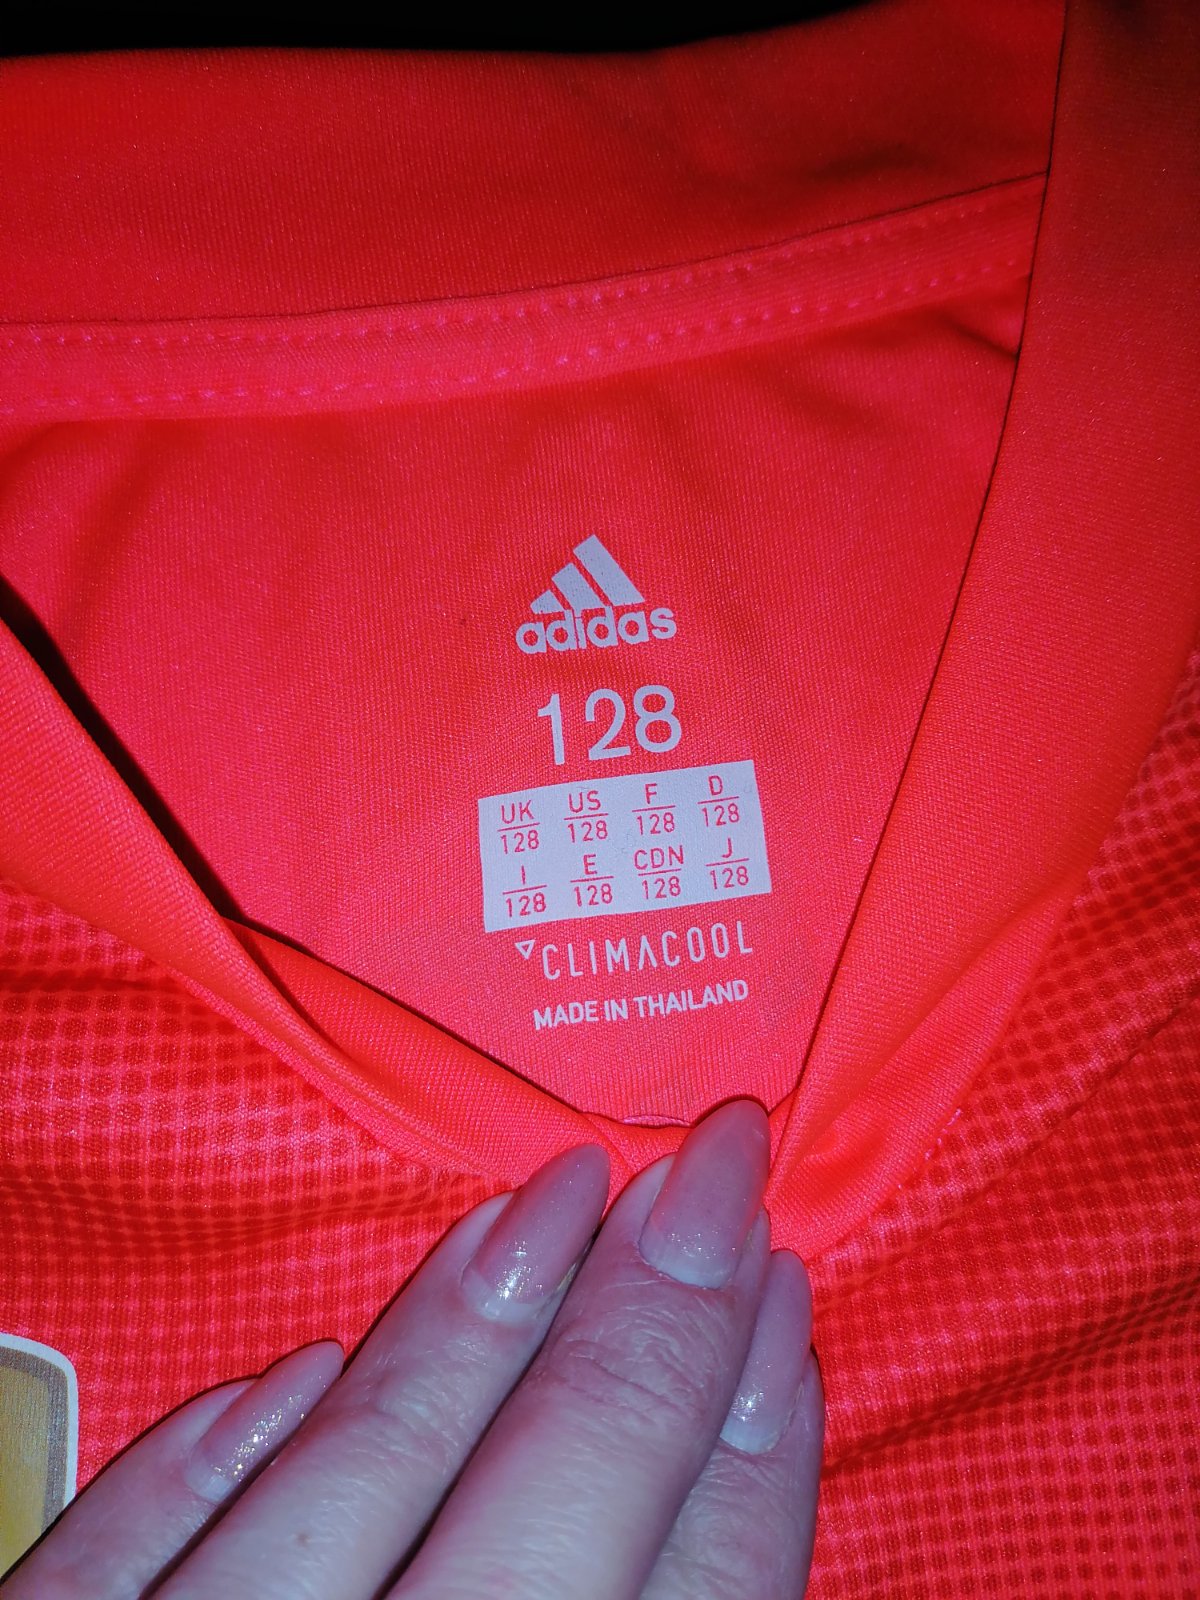 adidas
128
UK US F D
128 128 128 128
I E CDN J
128 128 128 128
CLIMACOOL
MADE IN THAILAND